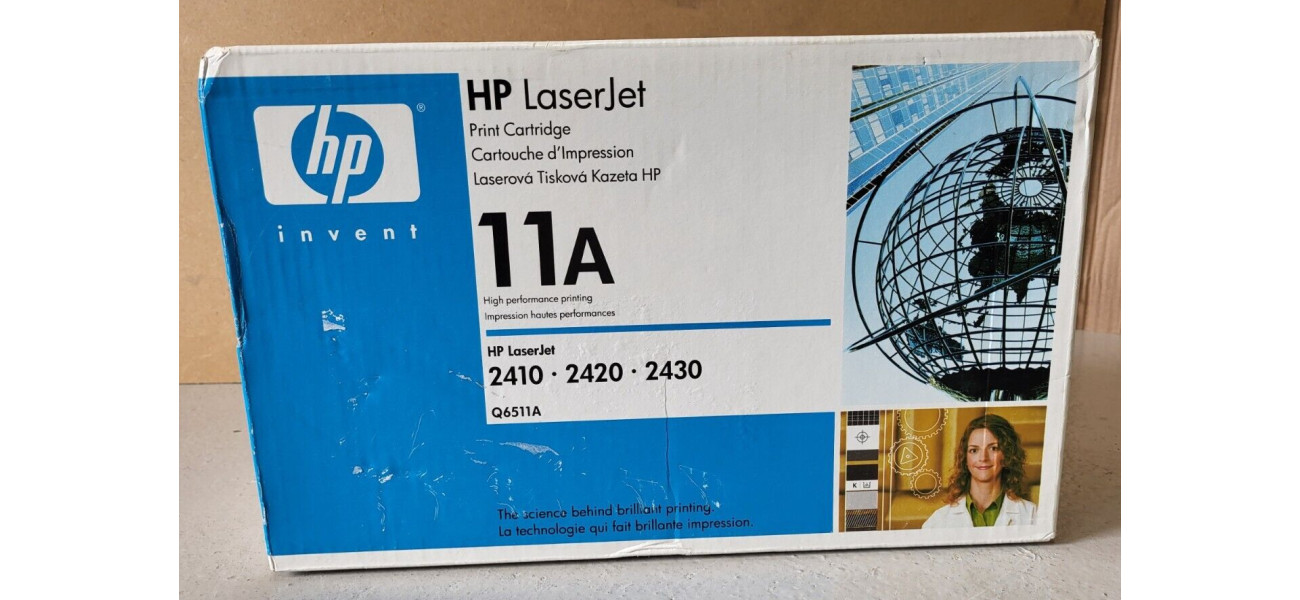 hp
®
invent
HP LaserJet
Print Cartridge
Cartouche d'Impression
Laserová Tisková Kazeta HP
11A
High performance printing
Impression hautes performances
HP LaserJet
2410 · 2420 · 2430
Q6511A
K
The science behind brilliant printing.
La technologie qui fait brillante impression.